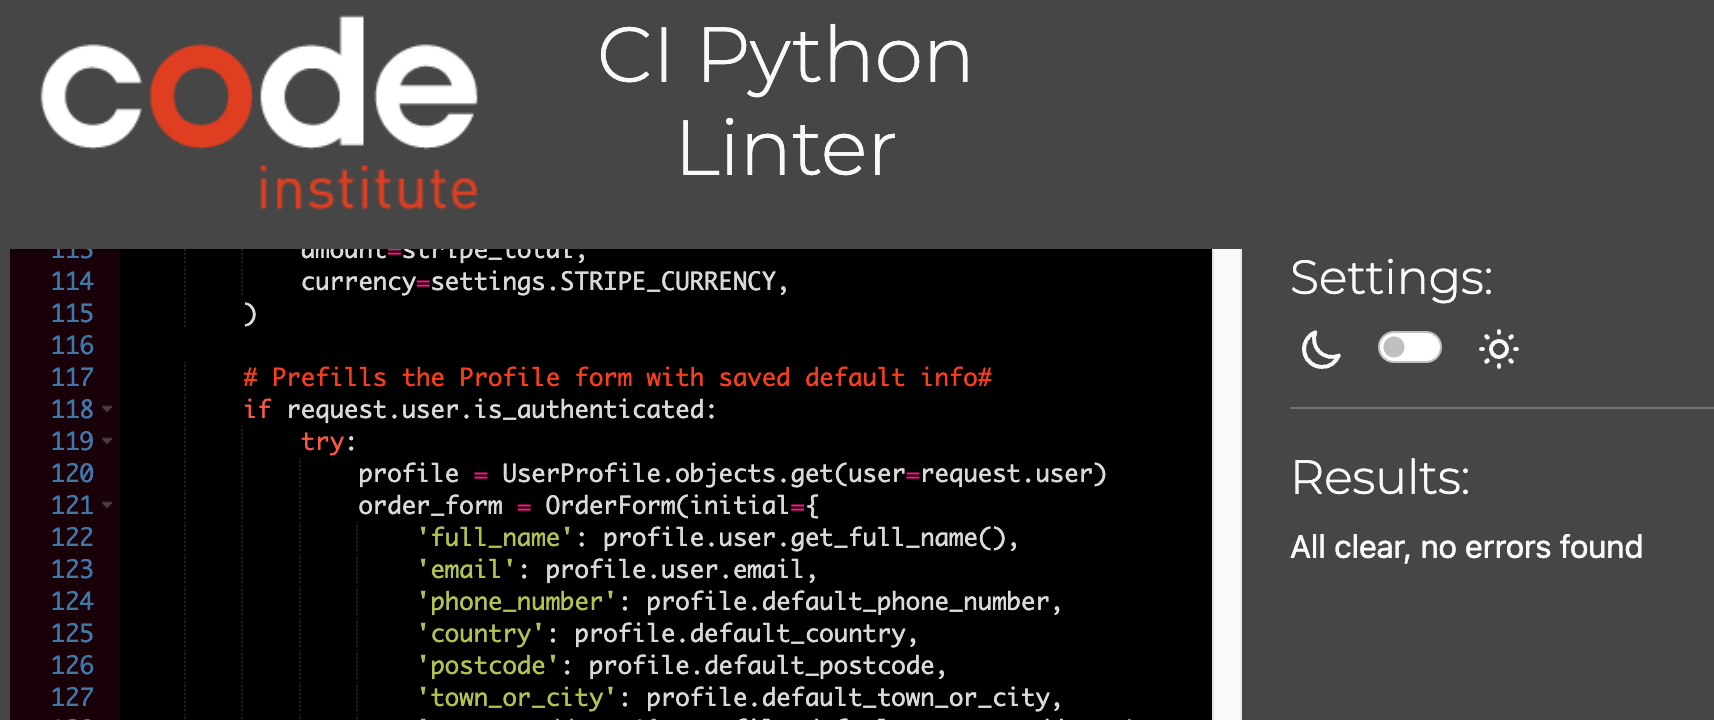 code
institute
CI Python
Linter
113 amount=stripe_total,
114 currency=settings.STRIPE_CURRENCY,
115 )
116
117 # Prefills the Profile form with saved default info#
118 if request.user.is_authenticated:
119 try:
120 profile = UserProfile.objects.get(user=request.user)
121 order_form = OrderForm(initial={
122 'full_name': profile.user.get_full_name(),
123 'email': profile.user.email,
124 'phone_number': profile.default_phone_number,
125 'country': profile.default_country,
126 'postcode': profile.default_postcode,
127 'town_or_city': profile.default_town_or_city,
Settings:
Results:
All clear, no errors found